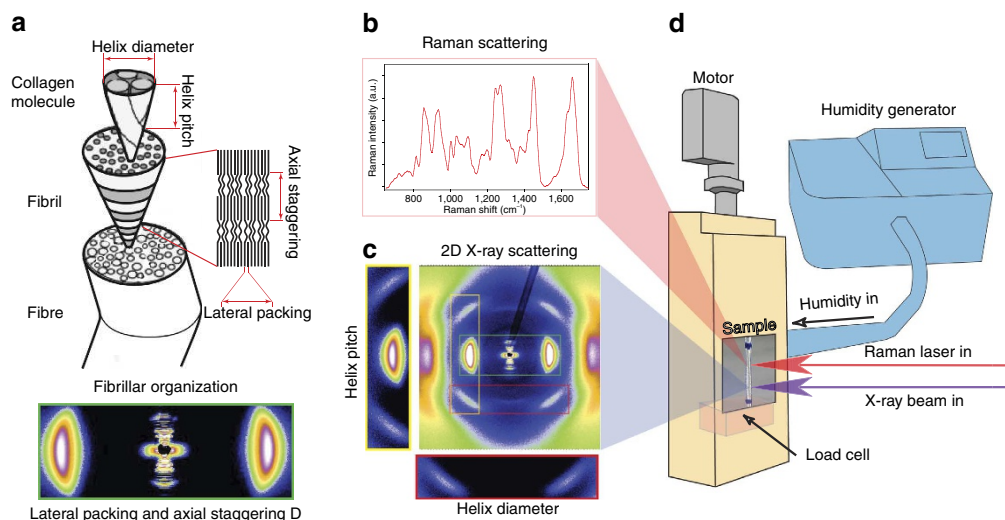 a
Helix diameter
Collagen
molecule
Helix pitch
Fibril
Axial staggering
Fibre
Lateral packing
Fibrillar organization
Lateral packing and axial staggering D
b
Raman scattering
Raman intensity (a.u.)
800
1,000
1,200
1,400
1,600
Raman shift (cm⁻¹)
c
2D X-ray scattering
Helix pitch
Helix diameter
d
Motor
Humidity generator
Humidity in
Sample
Raman laser in
X-ray beam in
Load cell